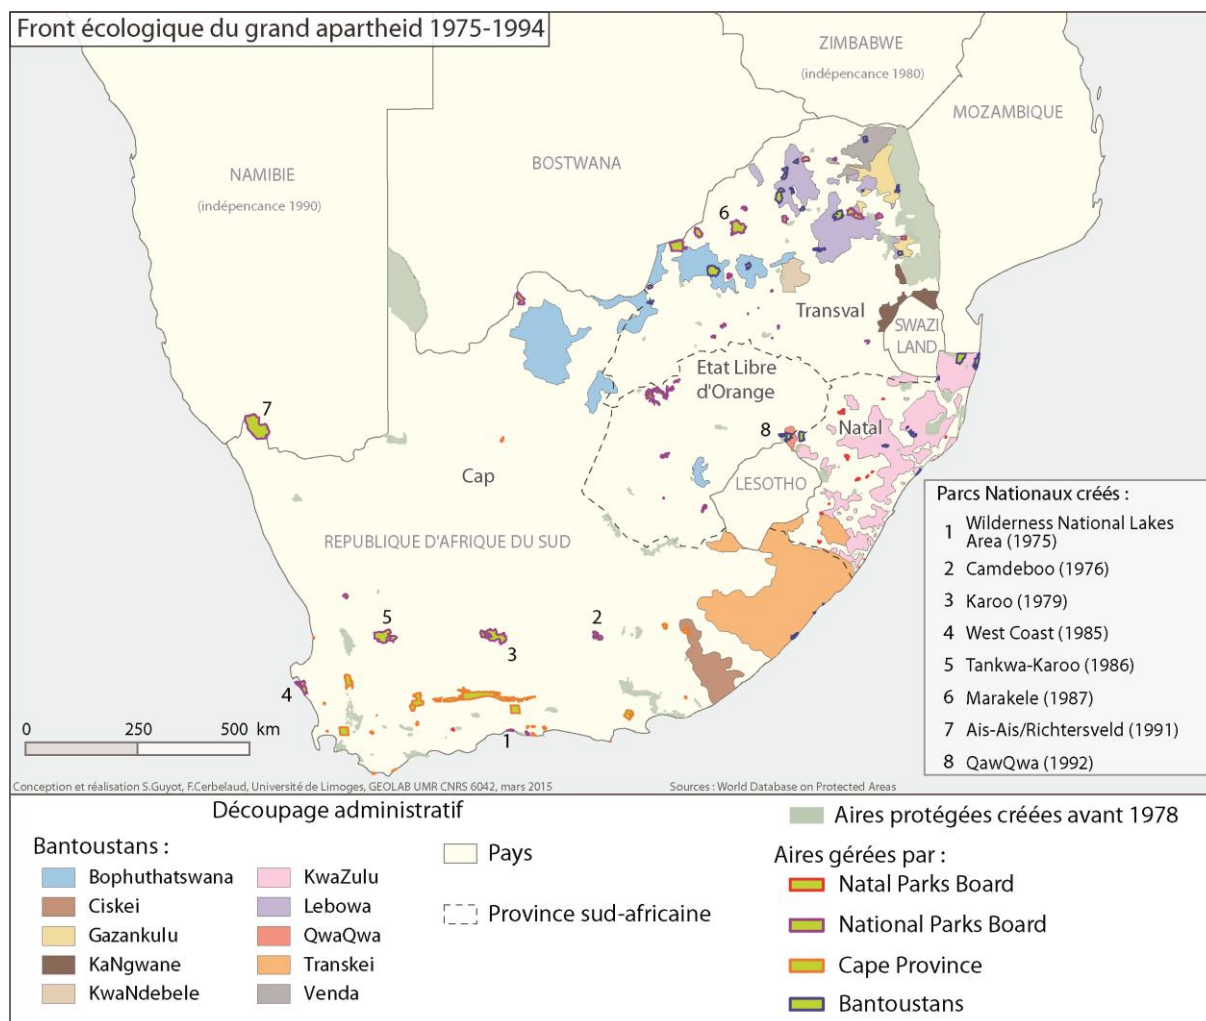 Front écologique du grand apartheid 1975-1994
ZIMBABWE
(indépencance 1980)
MOZAMBIQUE
BOSTWANA
NAMIBIE
(indépencance 1990)
6
Transval
SWAZI
LAND
Etat Libre
d'Orange
7
8
Natal
Cap
LESOTHO
REPUBLIQUE D'AFRIQUE DU SUD
5
3
2
4
1
0 250 500 km
Parcs Nationaux créés :
1 Wilderness National Lakes
Area (1975)
2 Camdeboo (1976)
3 Karoo (1979)
4 West Coast (1985)
5 Tankwa-Karoo (1986)
6 Marakele (1987)
7 Ais-Ais/Richtersveld (1991)
8 QawQwa (1992)
Conception et réalisation S.Guyot, F.Cerbelaud, Université de Limoges, GEOLAB UMR CNRS 6042, mars 2015
Sources : World Database on Protected Areas
Découpage administratif
Bantoustans :
Bophuthatswana
Ciskei
Gazankulu
KaNgwane
KwaNdebele
KwaZulu
Lebowa
QwaQwa
Transkei
Venda
Pays
Province sud-africaine
Aires protégées créées avant 1978
Aires gérées par :
Natal Parks Board
National Parks Board
Cape Province
Bantoustans